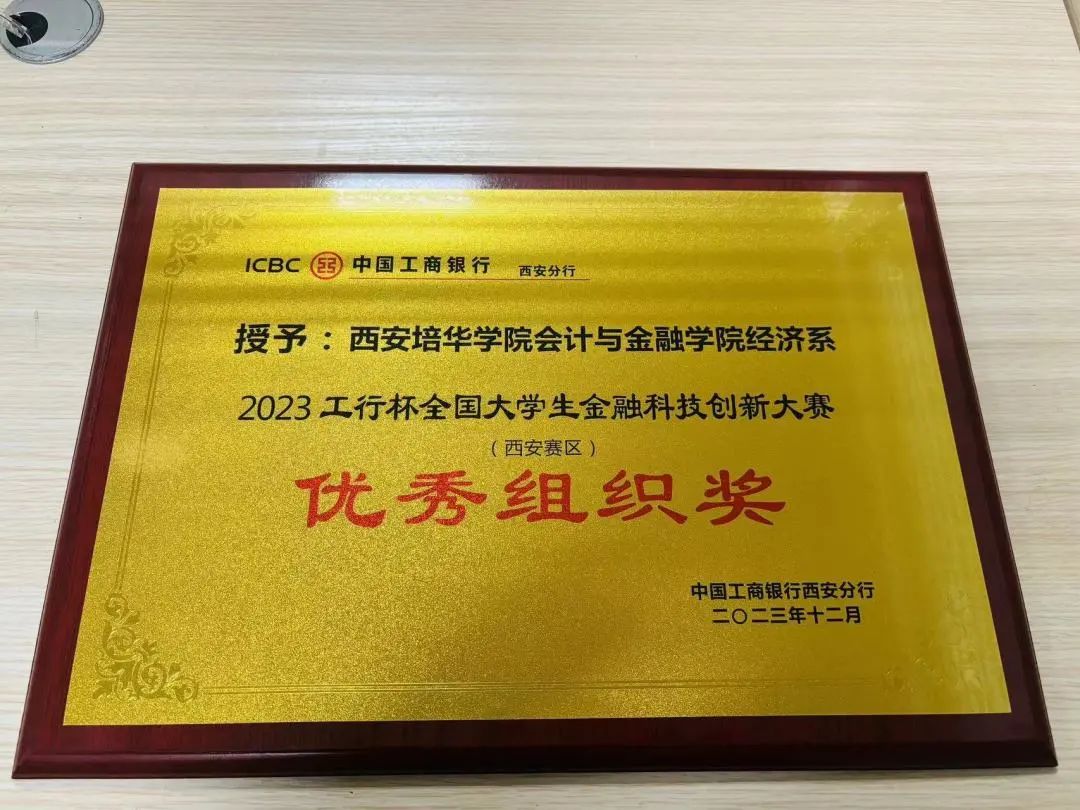 ICBC 中国工商银行 西安分行
授予：西安培华学院会计与金融学院经济系
2023 工行杯全国大学生金融科技创新大赛
（西安赛区）
优秀组织奖
中国工商银行西安分行
二〇二三年十二月